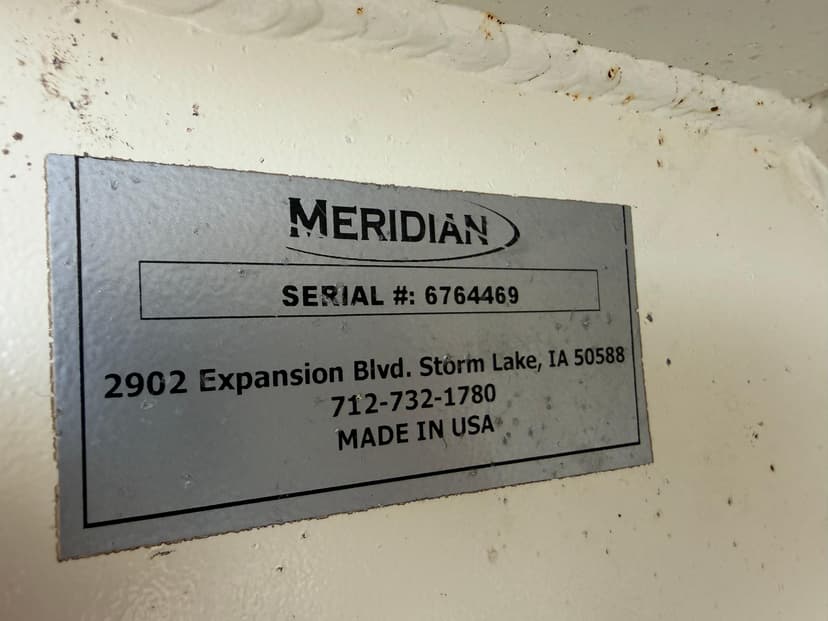 MERIDIAN
SERIAL #: 6764469
2902 Expansion Blvd. Storm Lake, IA 50588
712-732-1780
MADE IN USA